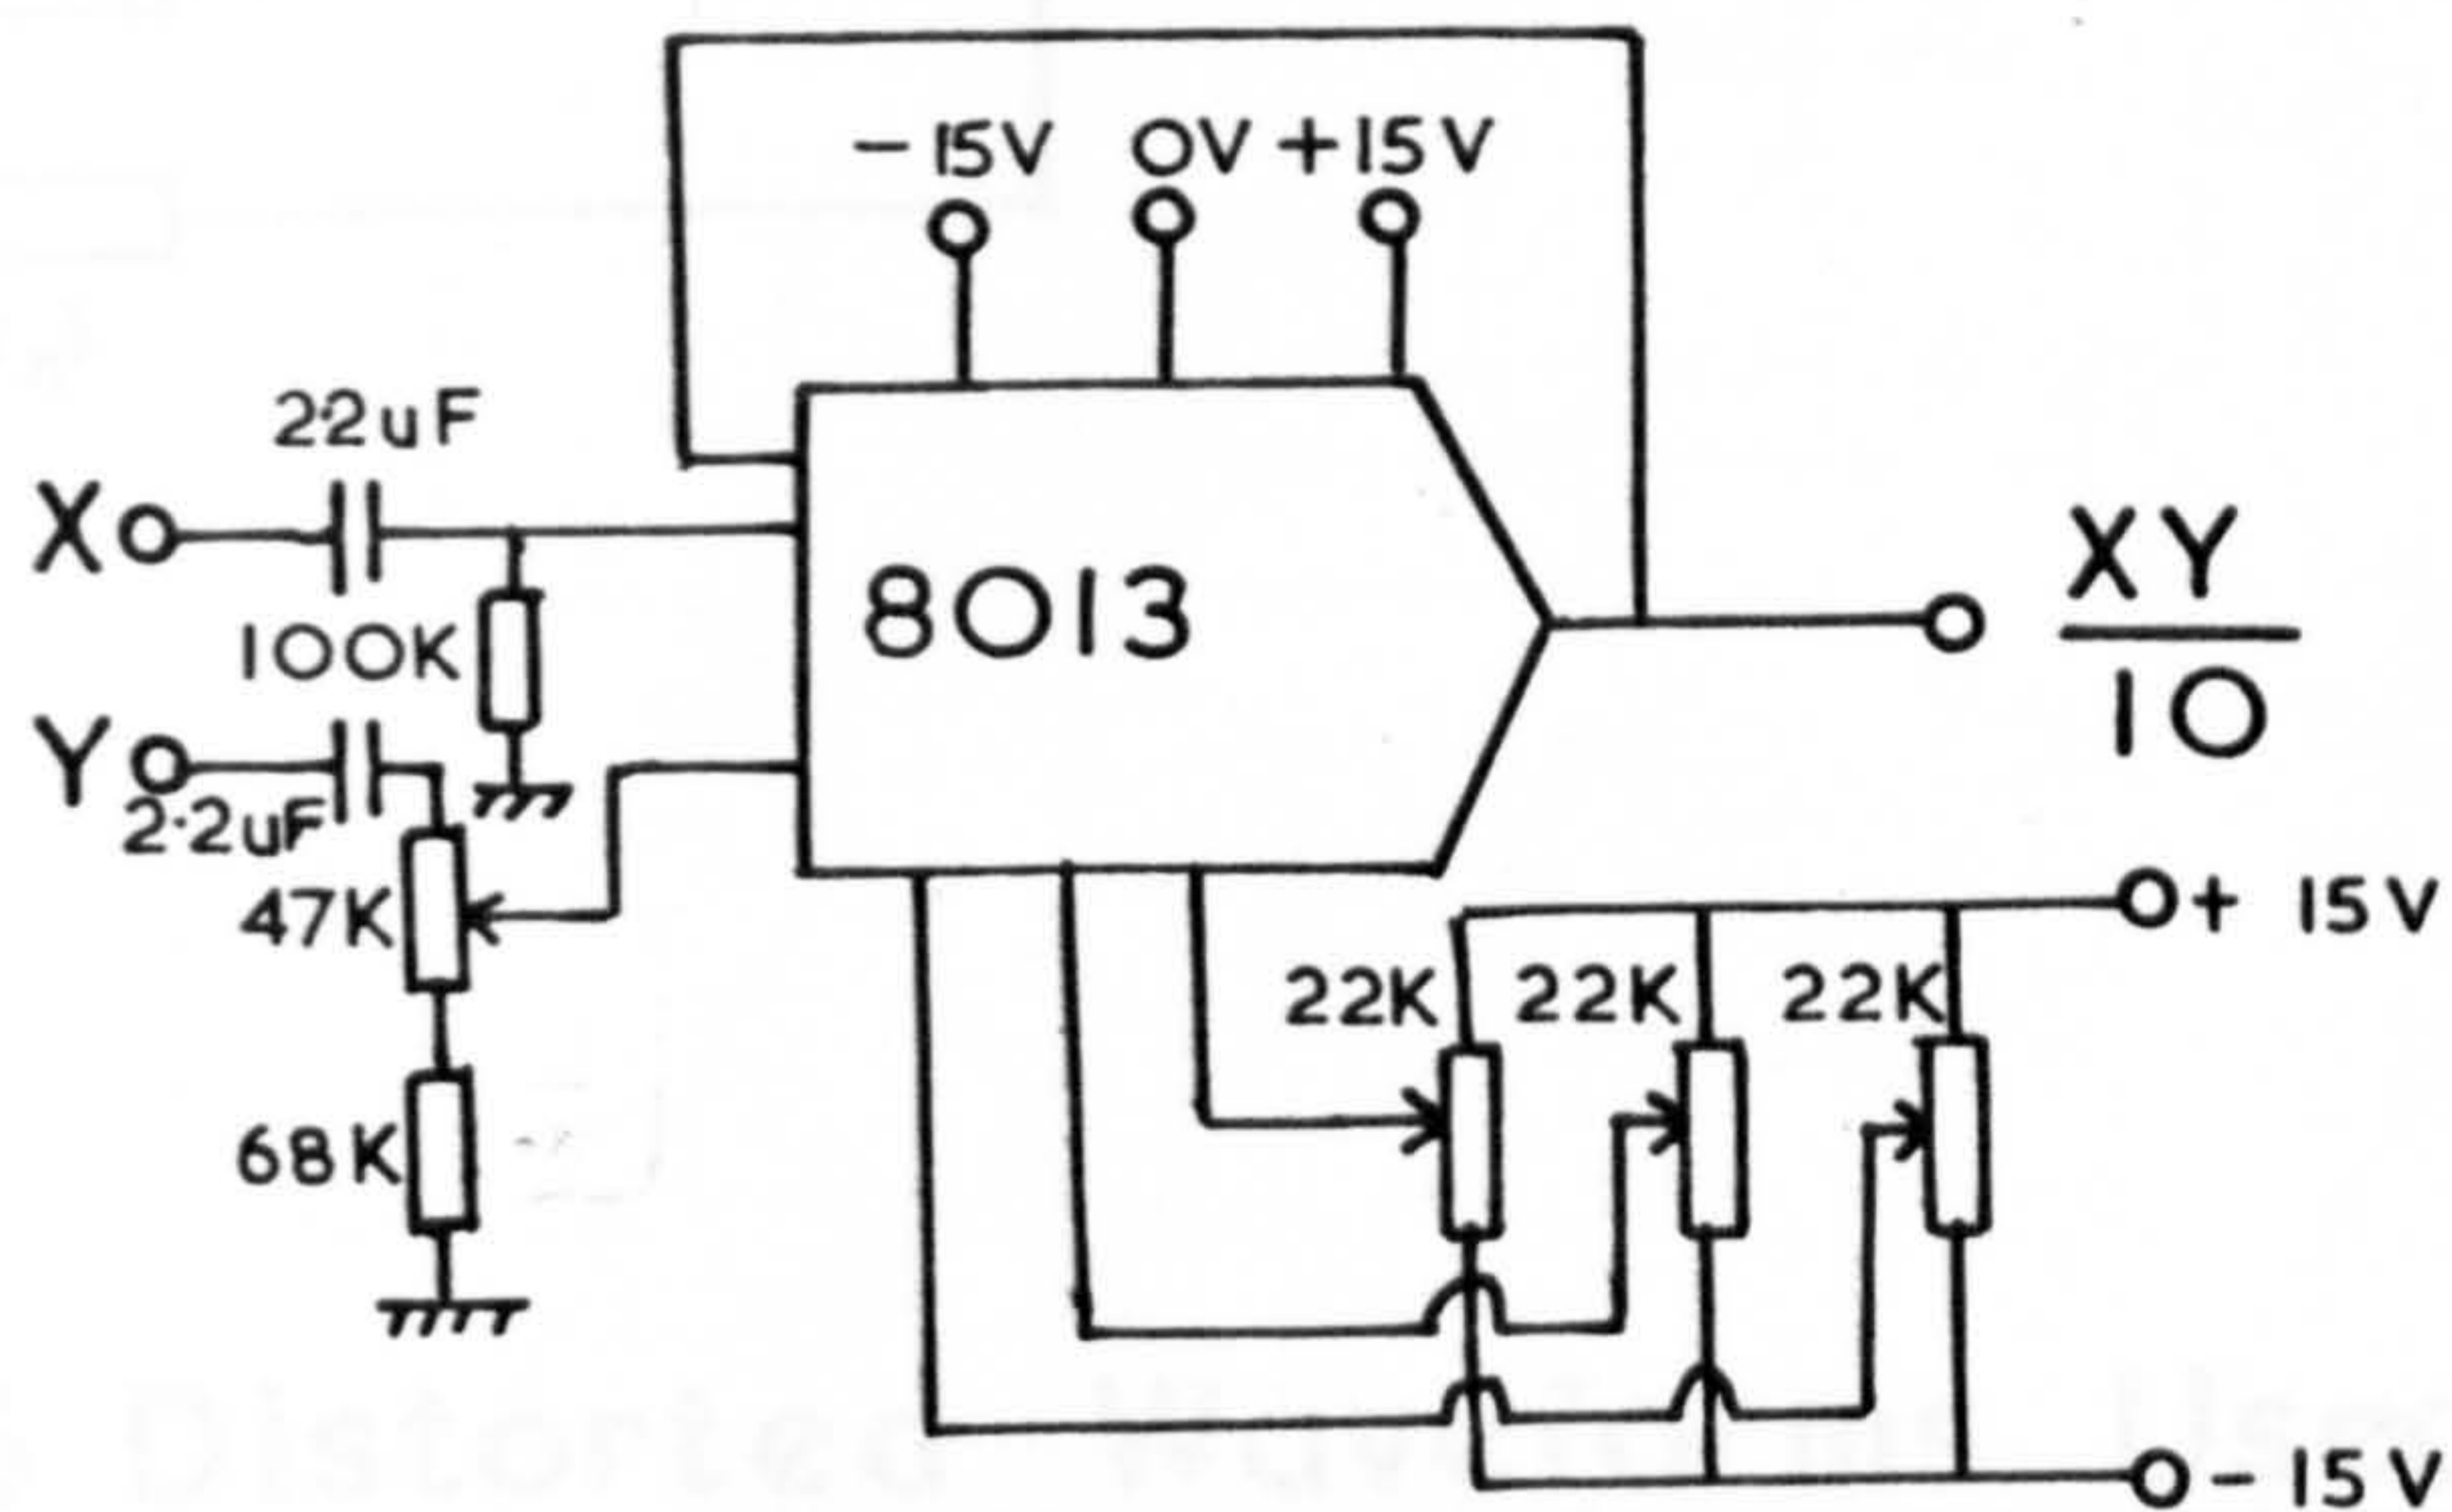 - 15V 0V +15V
2·2uF
X
8013
XY
10
100K
Y
2·2uF
47K
+ 15V
22K 22K 22K
68K
- 15V